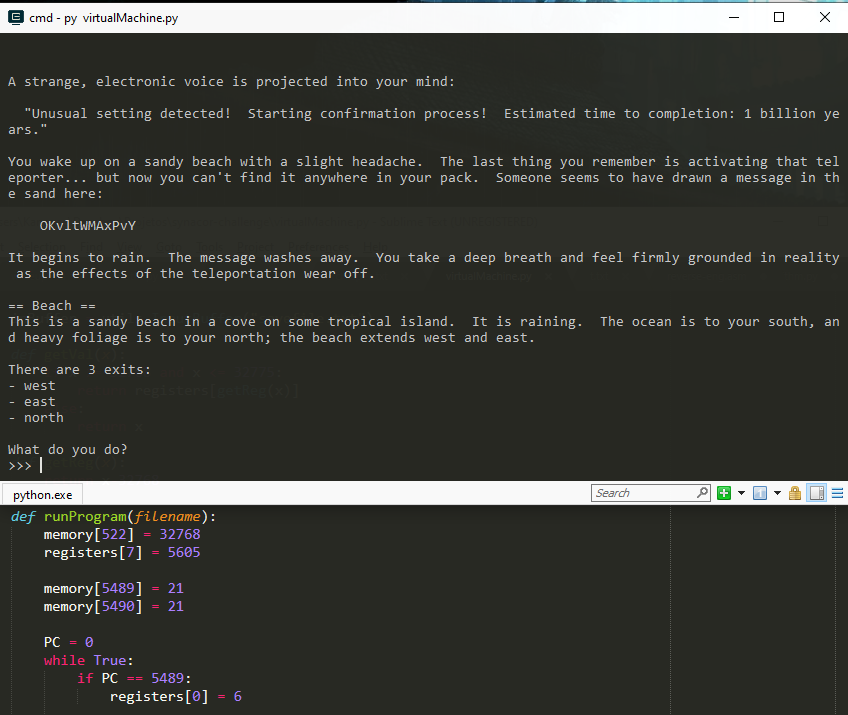 cmd - py  virtualMachine.py
A strange, electronic voice is projected into your mind:
"Unusual setting detected!  Starting confirmation process!  Estimated time to completion: 1 billion ye
ars."
You wake up on a sandy beach with a slight headache.  The last thing you remember is activating that tel
eporter... but now you can't find it anywhere in your pack.  Someone seems to have drawn a message in th
e sand here:
OKvltWMAxPvY
It begins to rain.  The message washes away.  You take a deep breath and feel firmly grounded in reality
as the effects of the teleportation wear off.
== Beach ==
This is a sandy beach in a cove on some tropical island.  It is raining.  The ocean is to your south, an
d heavy foliage is to your north; the beach extends west and east.
There are 3 exits:
- west
- east
- north
What do you do?
>>>
python.exe
Search
def runProgram(filename):
memory[522] = 32768
registers[7] = 5605
memory[5489] = 21
memory[5490] = 21
PC = 0
while True:
if PC == 5489:
registers[0] = 6